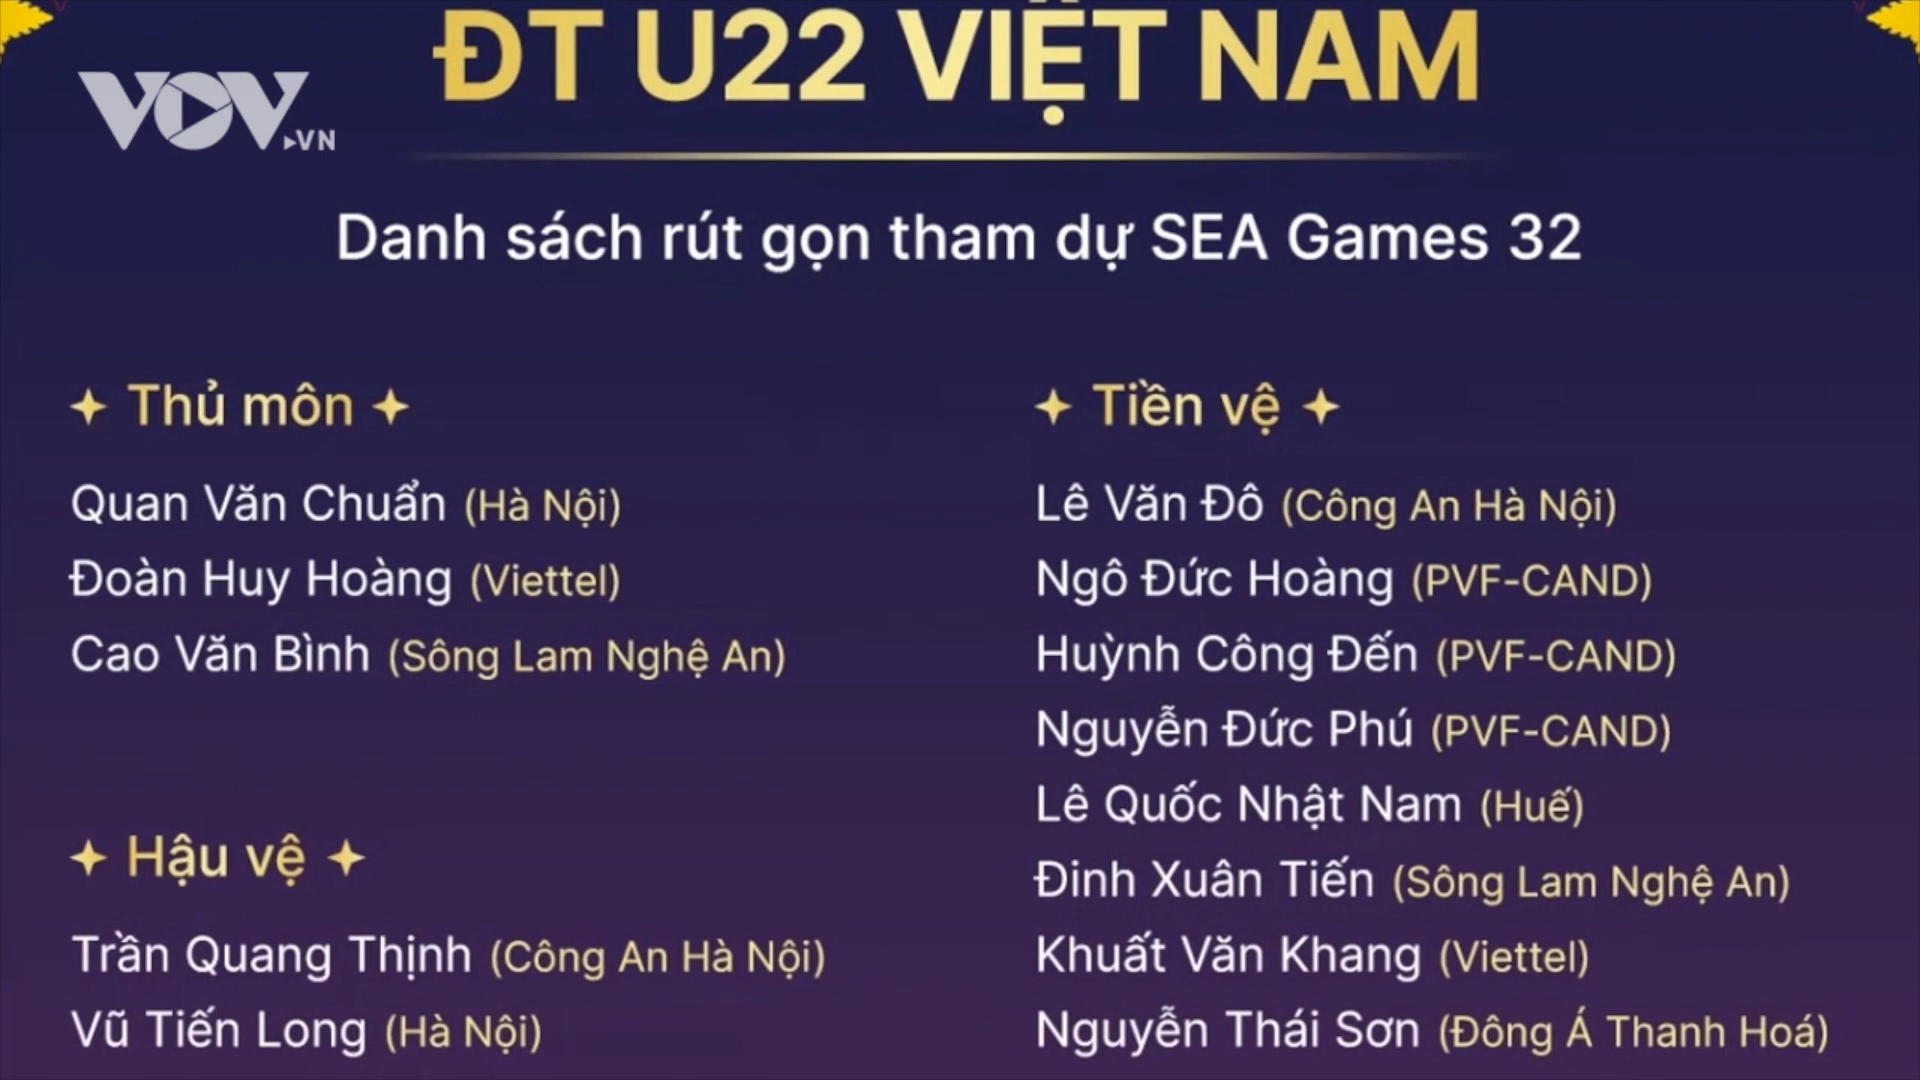 VOV.VN
ĐT U22 VIỆT NAM
Danh sách rút gọn tham dự SEA Games 32
Thủ môn
Quan Văn Chuẩn (Hà Nội)
Đoàn Huy Hoàng (Viettel)
Cao Văn Bình (Sông Lam Nghệ An)
Hậu vệ
Trần Quang Thịnh (Công An Hà Nội)
Vũ Tiến Long (Hà Nội)
Tiền vệ
Lê Văn Đô (Công An Hà Nội)
Ngô Đức Hoàng (PVF-CAND)
Huỳnh Công Đến (PVF-CAND)
Nguyễn Đức Phú (PVF-CAND)
Lê Quốc Nhật Nam (Huế)
Đinh Xuân Tiến (Sông Lam Nghệ An)
Khuất Văn Khang (Viettel)
Nguyễn Thái Sơn (Đông Á Thanh Hoá)